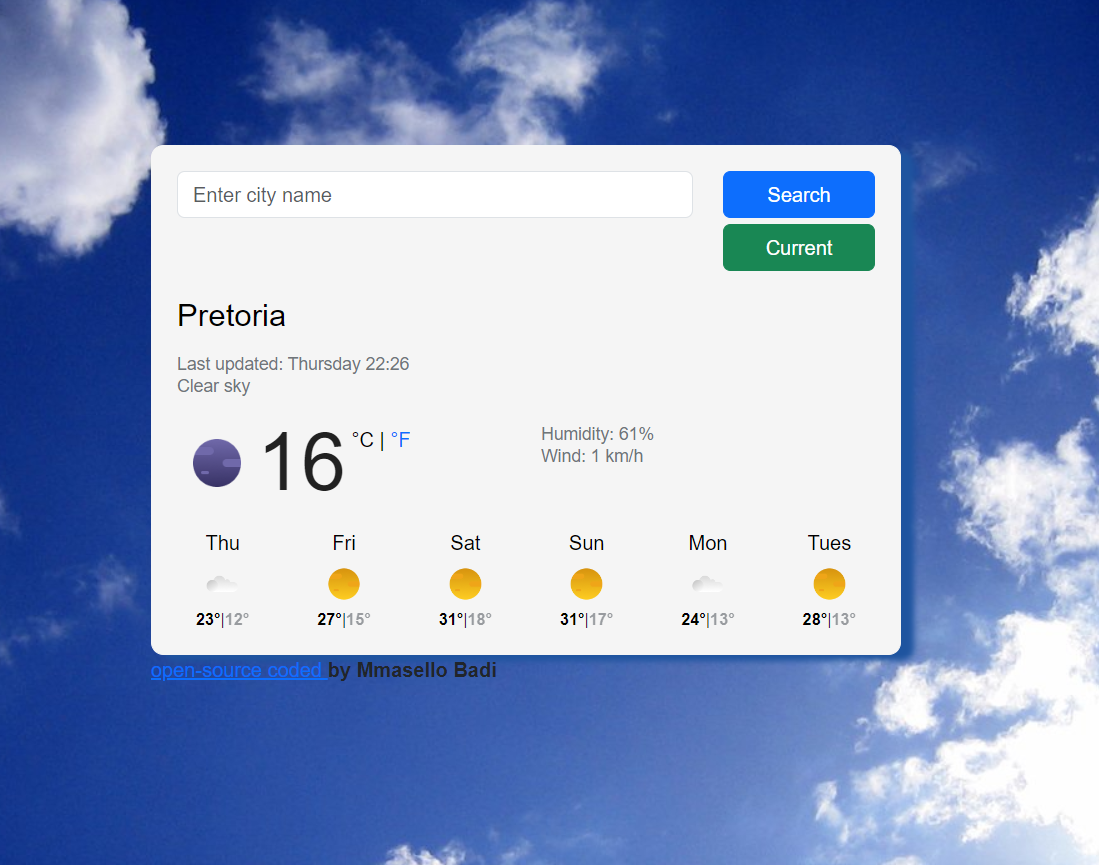 Enter city name
Search
Current
Pretoria
Last updated: Thursday 22:26
Clear sky
16 °C | °F
Humidity: 61%
Wind: 1 km/h
Thu Fri Sat Sun Mon Tues
23°|12° 27°|15° 31°|18° 31°|17° 24°|13° 28°|13°
open-source coded by Mmasello Badi